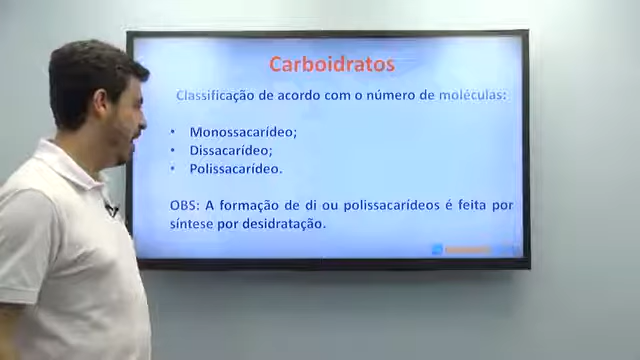 Carboidratos
Classificação de acordo com o número de moléculas:
• Monossacarídeo;
• Dissacarídeo;
• Polissacarídeo.
OBS: A formação de di ou polissacarídeos é feita por
síntese por desidratação.